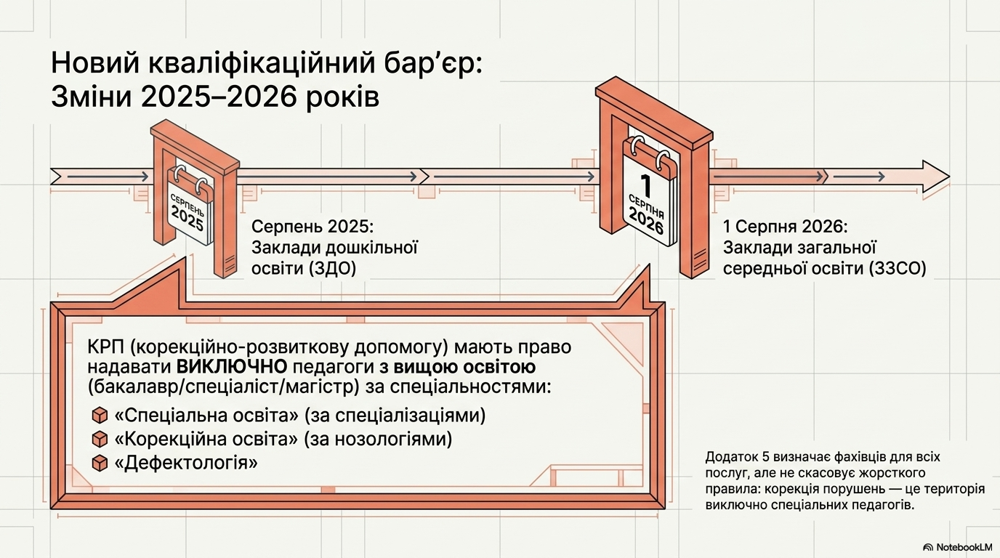 Новий кваліфікаційний бар’єр:
Зміни 2025–2026 років
СЕРПЕНЬ
2025
1
СЕРПНЯ
2026
Серпень 2025:
Заклади дошкільної
освіти (ЗДО)
1 Серпня 2026:
Заклади загальної
середньої освіти (ЗЗСО)
КРП (корекційно-розвиткову допомогу) мають право
надавати ВИКЛЮЧНО педагоги з вищою освітою
(бакалавр/спеціаліст/магістр) за спеціальностями:
«Спеціальна освіта» (за спеціалізаціями)
«Корекційна освіта» (за нозологіями)
«Дефектологія»
Додаток 5 визначає фахівців для всіх
послуг, але не скасовує жорсткого
правила: корекція порушень — це територія
виключно спеціальних педагогів.
NotebookLM